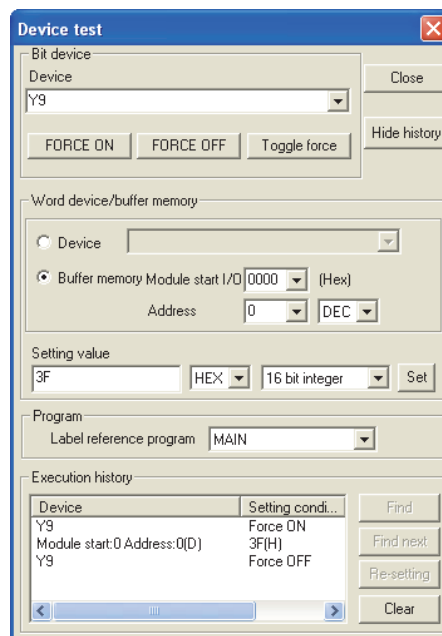 Device test
Bit device
Device
Close
Y9
FORCE ON FORCE OFF Toggle force
Hide history
Word device/buffer memory
Device
Buffer memory Module start I/O 0000 (Hex)
Address 0 DEC
Setting value
3F HEX 16 bit integer Set
Program
Label reference program MAIN
Execution history
Device Setting condi...
Y9 Force ON
Module start:0 Address:0(D) 3F(H)
Y9 Force OFF
Find
Find next
Re-setting
Clear